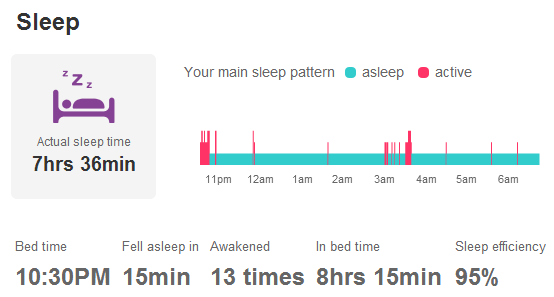 Sleep
z z z
Actual sleep time
7hrs 36min
Your main sleep pattern asleep active
11pm 12am 1am 2am 3am 4am 5am 6am
Bed time Fell asleep in Awakened In bed time Sleep efficiency
10:30PM 15min 13 times 8hrs 15min 95%